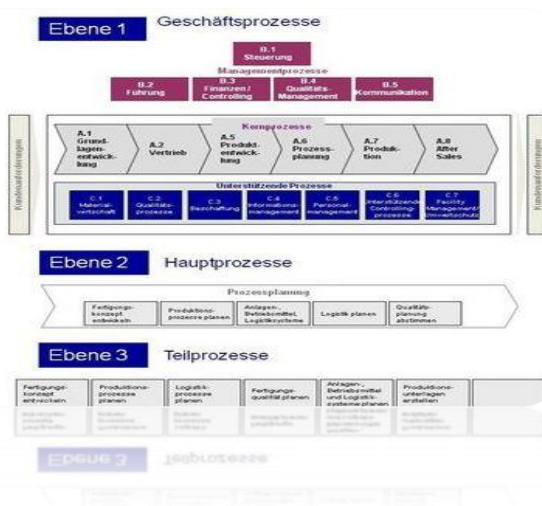 Ebene 1
Geschäftsprozesse
B.1
Steuerung
Managementprozesse
B.2
Führung
B.3
Finanzen /
Controlling
B.4
Qualitäts-
Management
B.5
Kommunikation
Kundenanforderungen
Kernprozesse
A.1
Grund-
lagen-
entwick-
lung
A.2
Vertrieb
A.5
Produkt-
entwick-
lung
A.6
Prozess-
planung
A.7
Produk-
tion
A.8
After
Sales
Unterstützende Prozesse
C.1
Material-
wirtschaft
C.2
Qualitäts-
prozesse
C.3
Beschaffung
C.4
Informations-
management
C.5
Personal-
management
C.6
Unterstützende
Controlling-
prozesse
C.7
Facility
Management/
Umweltschutz
Ebene 2
Hauptprozesse
Prozessplanung
Fertigungs-
konzept
entwickeln
Produktions-
prozesse planen
Anlagen-,
Betriebsmittel,
Logistiksysteme
Logistik planen
Qualitäts-
planung
abstimmen
Ebene 3
Teilprozesse
Fertigungs-
konzept
entwickeln
Produktions-
prozesse
planen
Logistik-
prozesse
planen
Fertigungs-
qualität planen
Anlagen-,
Betriebsmittel
und Logistik-
systeme planen
Produktions-
unterlagen
erstellen